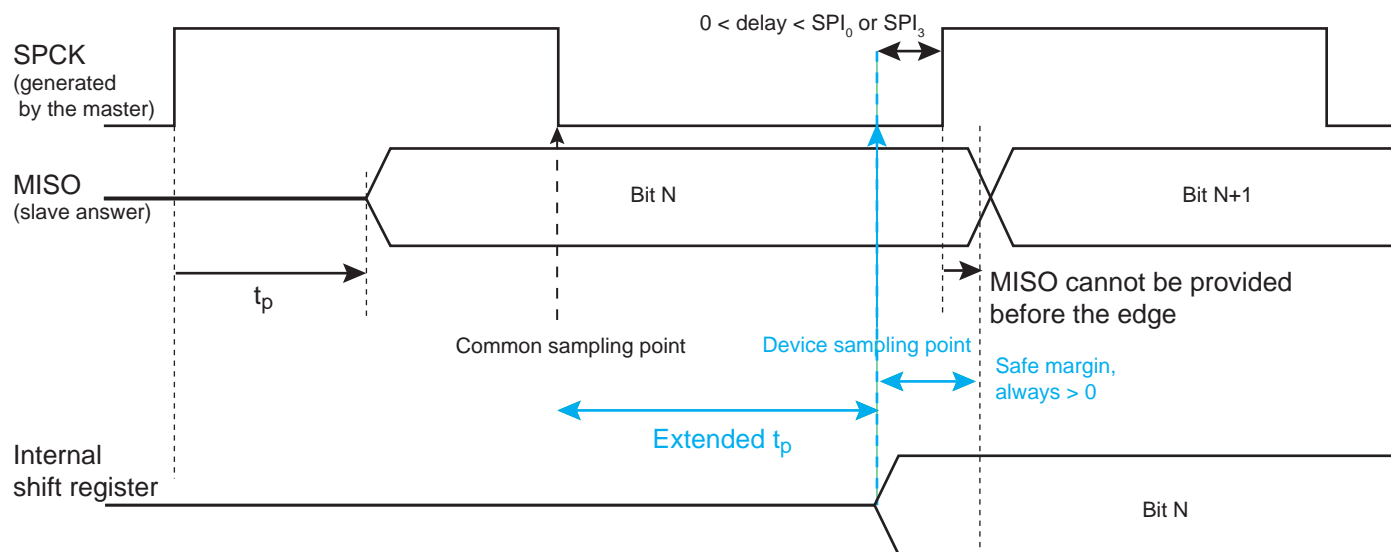 0 < delay < SPI₀ or SPI₃
SPCK
(generated
by the master)
MISO
(slave answer)
Bit N
Bit N+1
tp
MISO cannot be provided
before the edge
Common sampling point
Device sampling point
Safe margin,
always > 0
Extended tp
Internal
shift register
Bit N